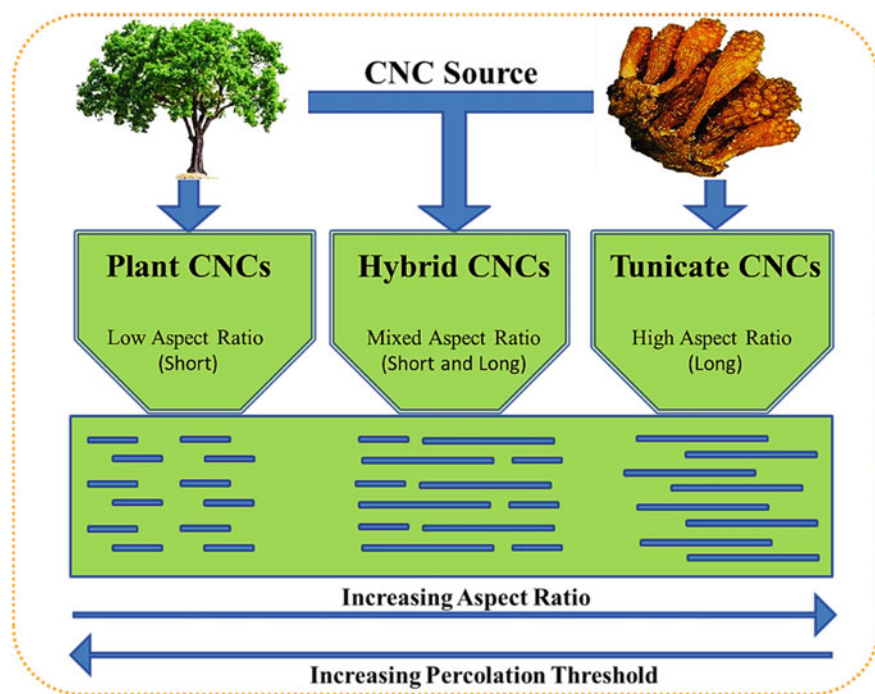 CNC Source
Plant CNCs
Low Aspect Ratio
(Short)
Hybrid CNCs
Mixed Aspect Ratio
(Short and Long)
Tunicate CNCs
High Aspect Ratio
(Long)
Increasing Aspect Ratio
Increasing Percolation Threshold